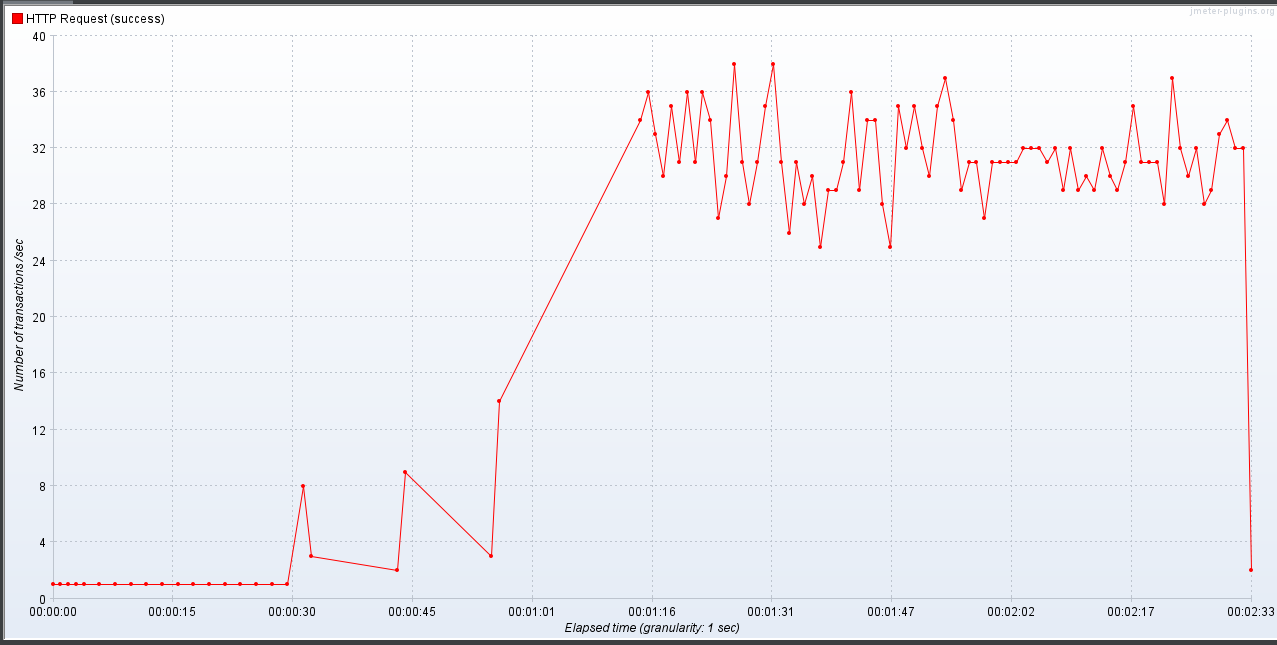 jmeter-plugins.org
HTTP Request (success)
40
36
32
28
24
20
16
12
8
4
0
Number of transactions /sec
00:00:00 00:00:15 00:00:30 00:00:45 00:01:01 00:01:16 00:01:31 00:01:47 00:02:02 00:02:17 00:02:33
Elapsed time (granularity: 1 sec)